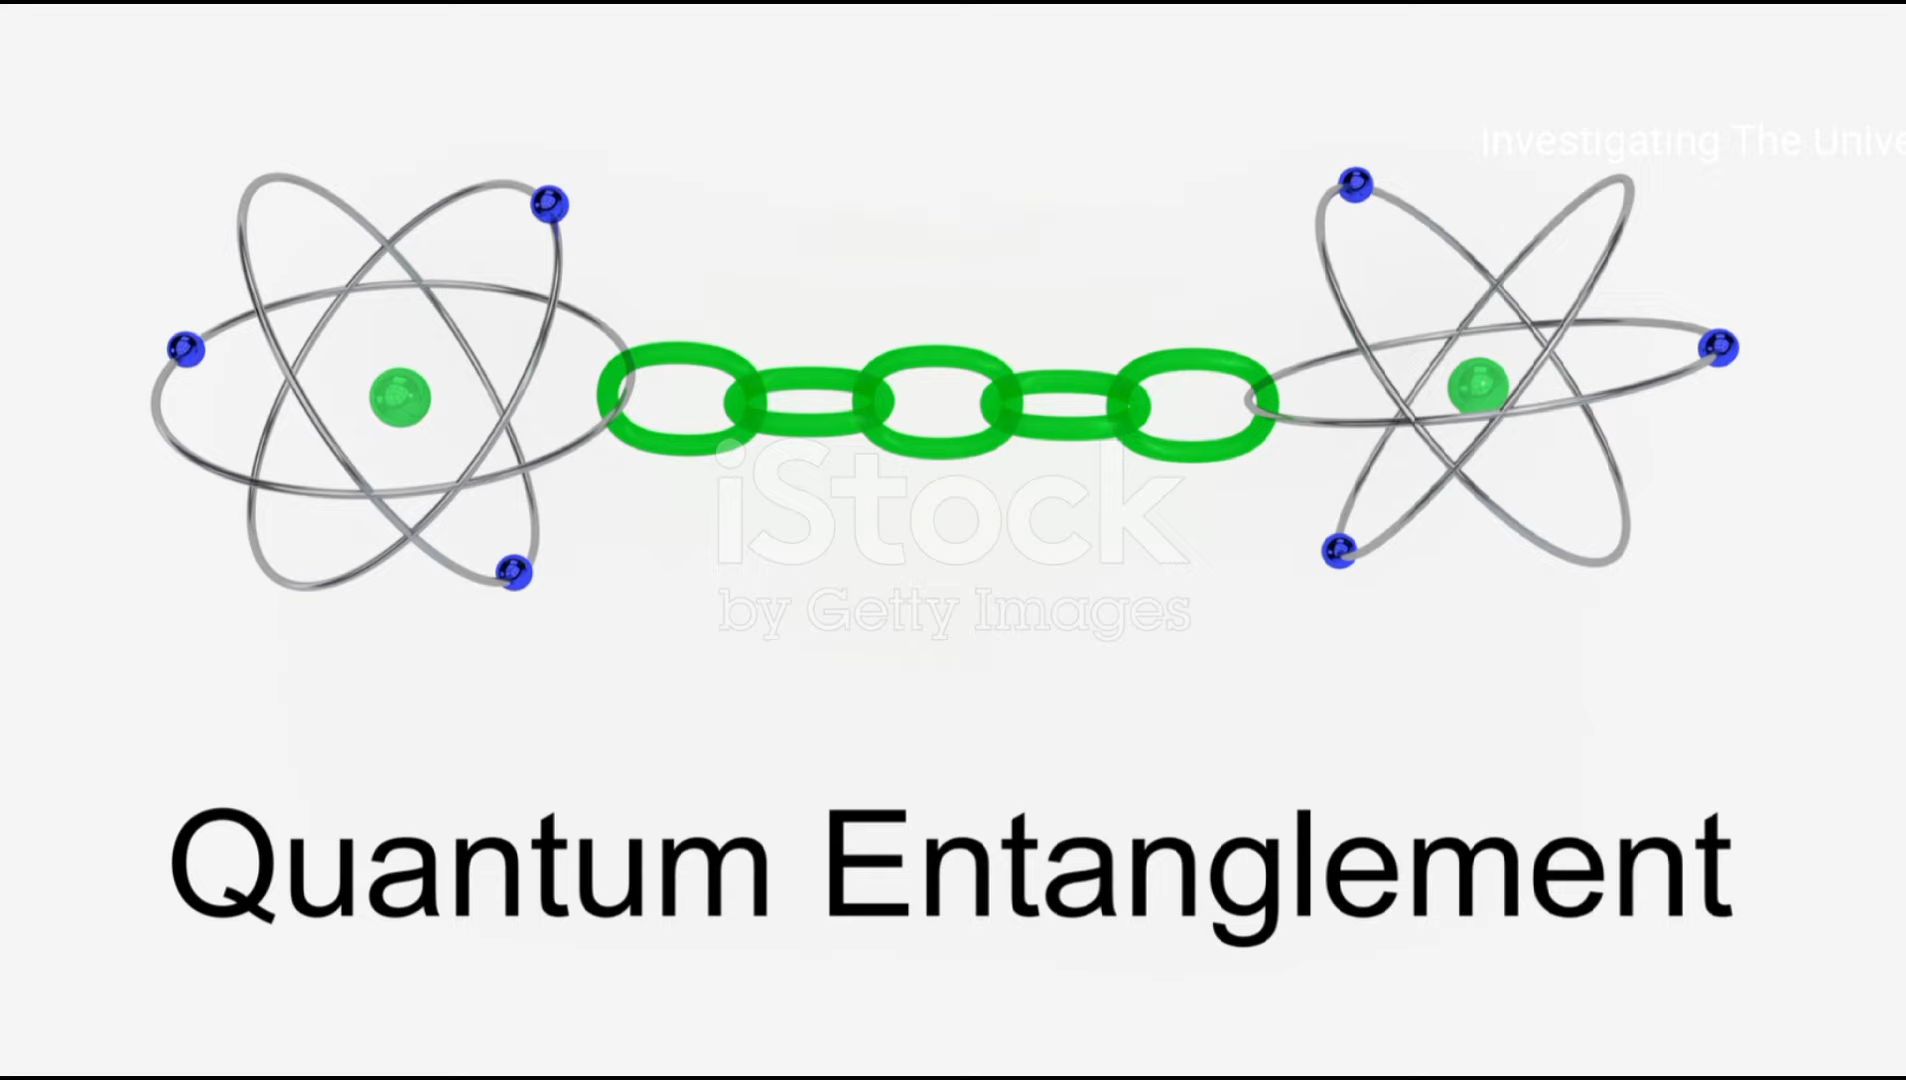 Investigating The Unive
iStock
by Getty Images
Quantum Entanglement